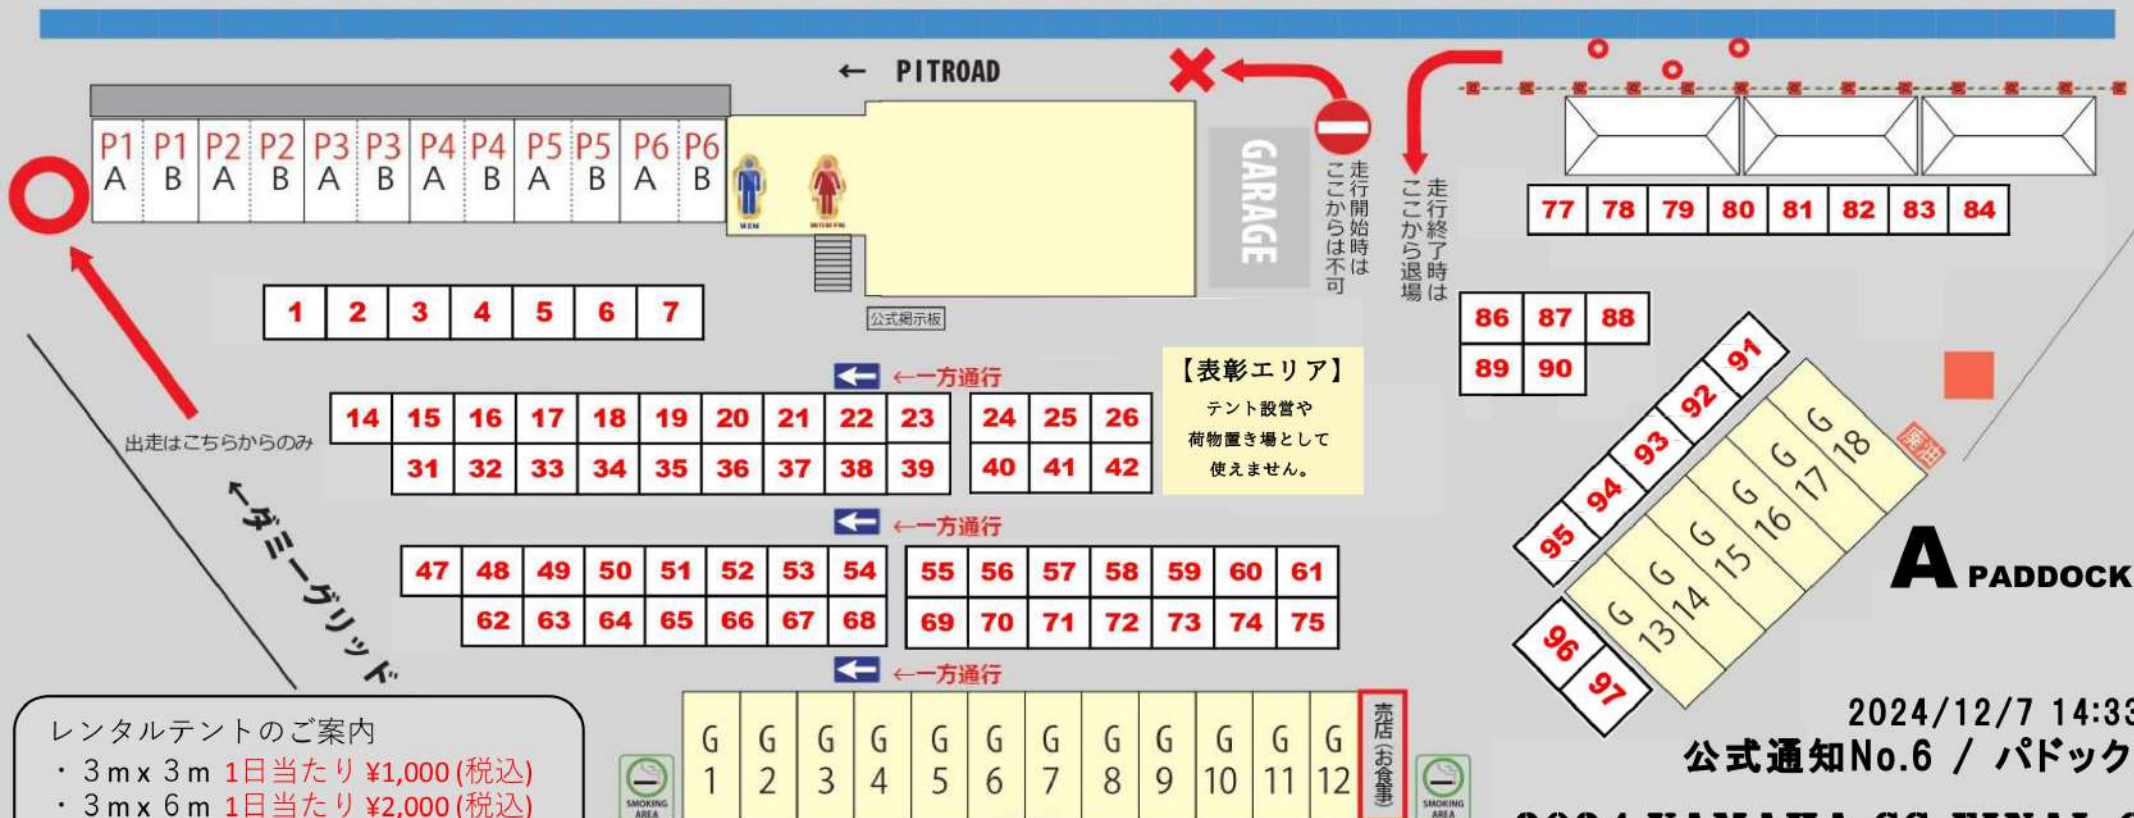 ← PITROAD
P1 P1 P2 P2 P3 P3 P4 P4 P5 P5 P6 P6
A B A B A B A B A B A B
MEN
WOMEN
GARAGE
走行開始時は
ここからは不可
走行終了時は
ここから退場
77 78 79 80 81 82 83 84
1 2 3 4 5 6 7
公式掲示板
86 87 88
89 90
91
92
93
94
95
96
97
←一方通行
【表彰エリア】
テント設営や
荷物置き場として
使えません。
出走はこちらからのみ
←ダミーグリッド
14 15 16 17 18 19 20 21 22 23 24 25 26
31 32 33 34 35 36 37 38 39 40 41 42
←一方通行
47 48 49 50 51 52 53 54 55 56 57 58 59 60 61
62 63 64 65 66 67 68 69 70 71 72 73 74 75
←一方通行
G 18
G 17
G 16
G 15
G 14
G 13
廃油
A PADDOCK
G G G G G G G G G G G G
1 2 3 4 5 6 7 8 9 10 11 12
売店(お食事)
SMOKING
AREA
SMOKING
AREA
レンタルテントのご案内
・3mx3m 1日当たり ¥1,000(税込)
・3mx6m 1日当たり ¥2,000(税込)
2024/12/7 14:33
公式通知No.6 / パドック
2024 YAMAHA SS FINAL